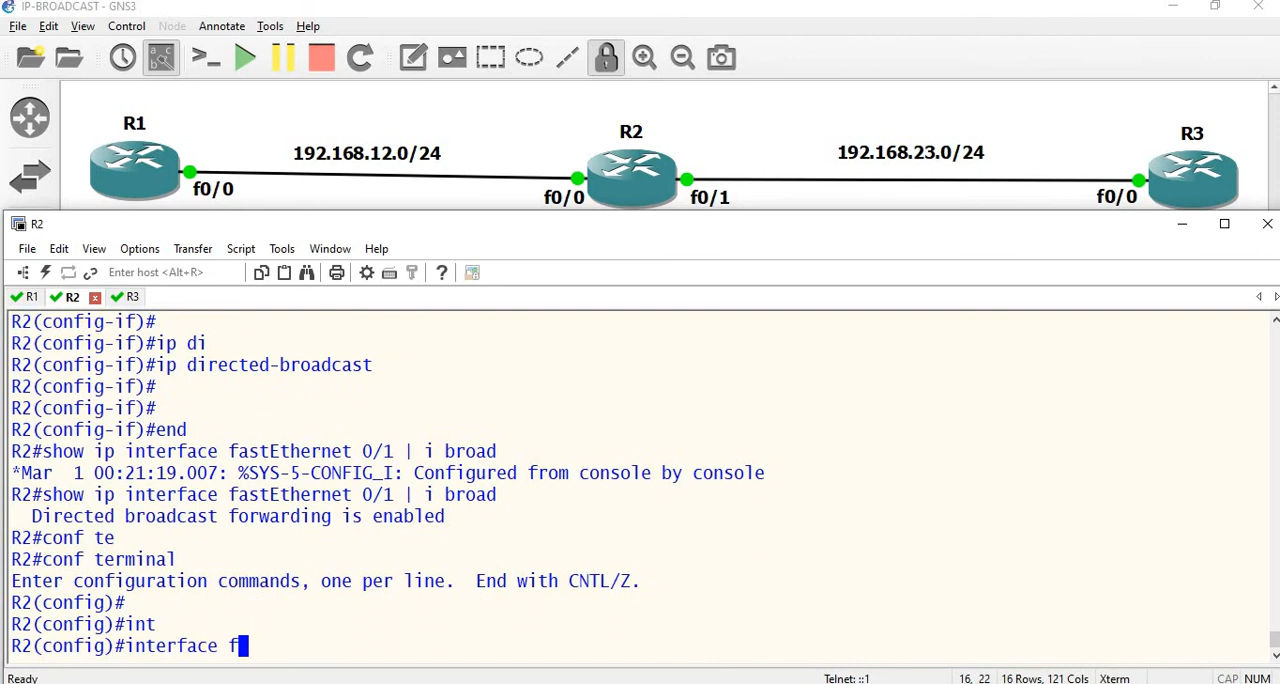 IP-BROADCAST - GNS3
File Edit View Control Node Annotate Tools Help
R1
R2
R3
192.168.12.0/24
192.168.23.0/24
f0/0
f0/0
f0/1
f0/0
R2
File Edit View Options Transfer Script Tools Window Help
Enter host <Alt+R>
R1 R2 R3
R2(config-if)#
R2(config-if)#ip di
R2(config-if)#ip directed-broadcast
R2(config-if)#
R2(config-if)#
R2(config-if)#end
R2#show ip interface fastEthernet 0/1 | i broad
*Mar  1 00:21:19.007: %SYS-5-CONFIG_I: Configured from console by console
R2#show ip interface fastEthernet 0/1 | i broad
  Directed broadcast forwarding is enabled
R2#conf te
R2#conf terminal
Enter configuration commands, one per line.  End with CNTL/Z.
R2(config)#
R2(config)#int
R2(config)#interface f
Ready Telnet: ::1 16, 22 16 Rows, 121 Cols Xterm CAP NUM